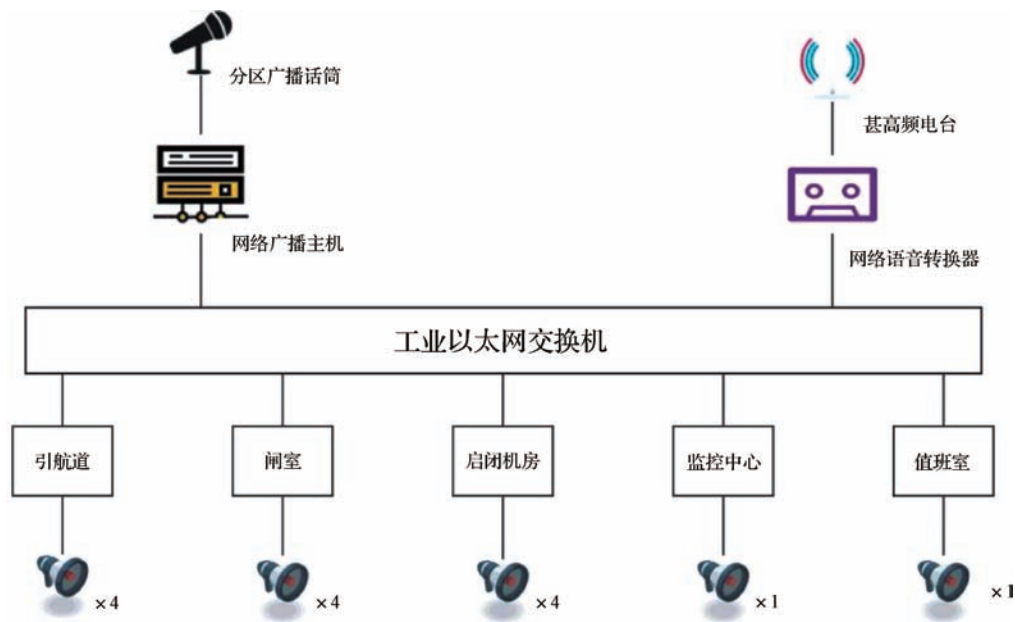 分区广播话筒
甚高频电台
网络广播主机
网络语音转换器
工业以太网交换机
引航道
闸室
启闭机房
监控中心
值班室
×4
×4
×4
×1
×1